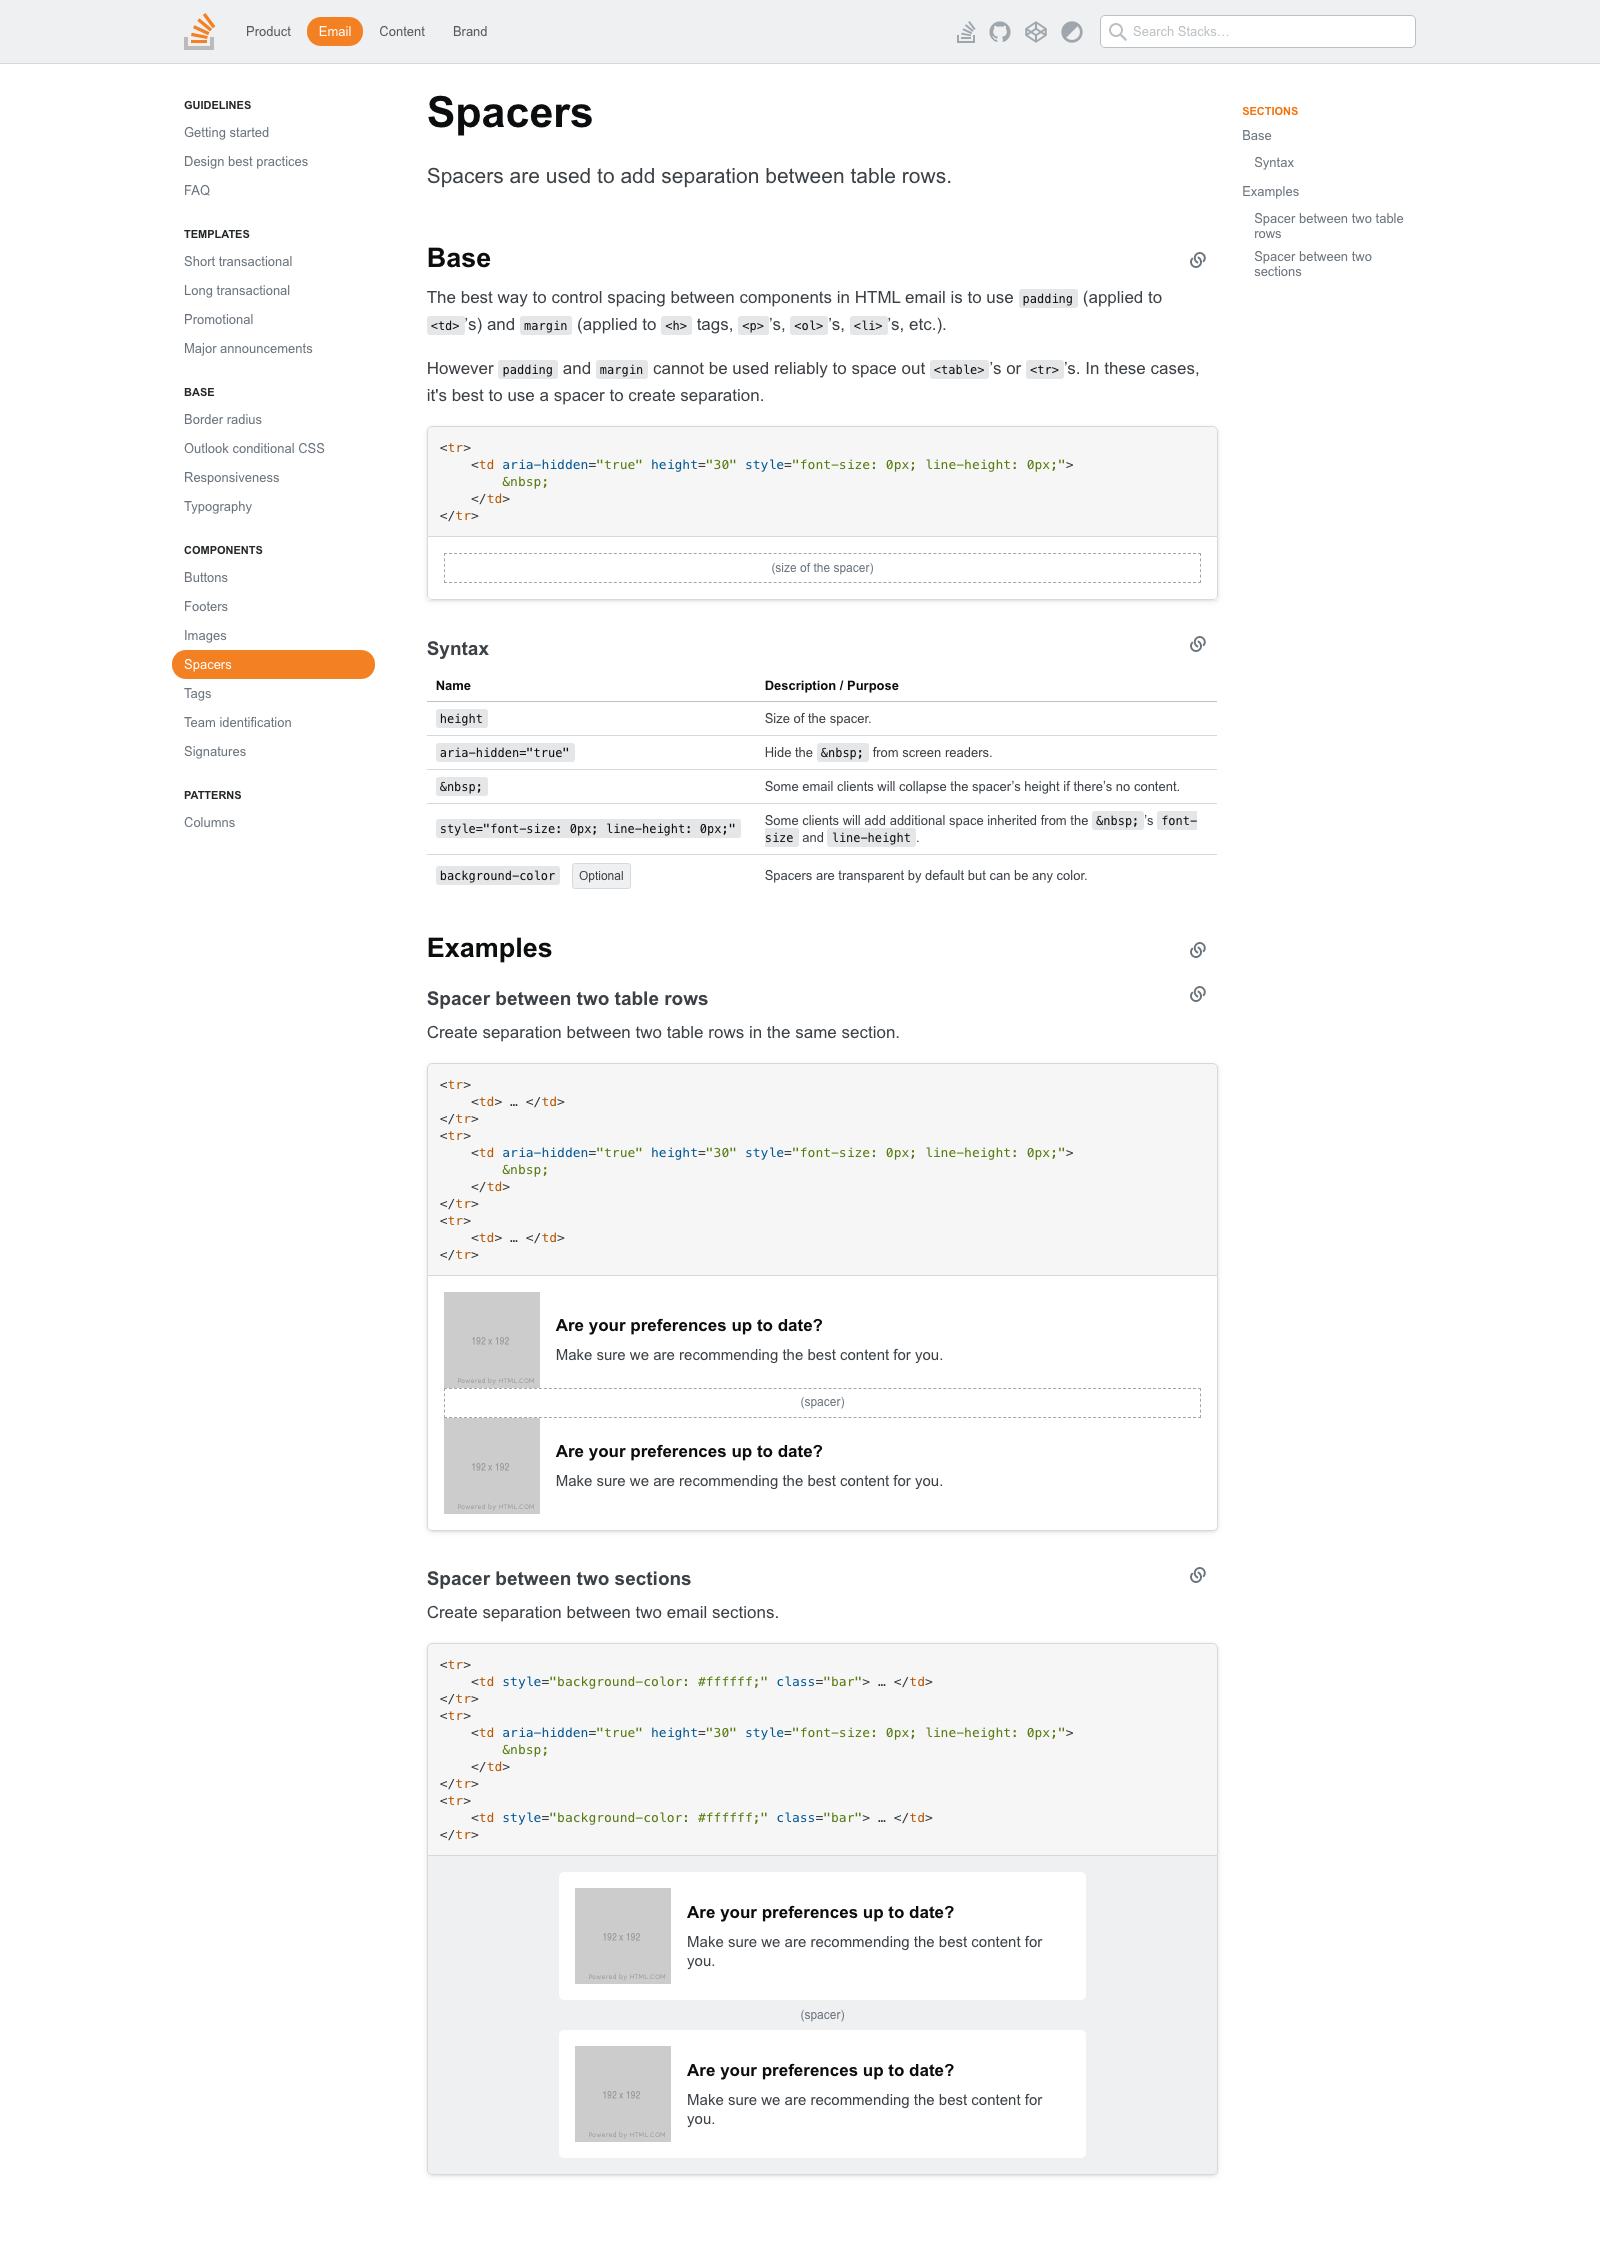 Product
Email
Content
Brand
Search Stacks…
GUIDELINES
Getting started
Design best practices
FAQ
TEMPLATES
Short transactional
Long transactional
Promotional
Major announcements
BASE
Border radius
Outlook conditional CSS
Responsiveness
Typography
COMPONENTS
Buttons
Footers
Images
Spacers
Tags
Team identification
Signatures
PATTERNS
Columns
Spacers
Spacers are used to add separation between table rows.
Base
The best way to control spacing between components in HTML email is to use padding (applied to
<td>’s) and margin (applied to <h> tags, <p>’s, <ol>’s, <li>’s, etc.).
However padding and margin cannot be used reliably to space out <table>’s or <tr>’s. In these cases,
it's best to use a spacer to create separation.
<tr>
    <td aria-hidden="true" height="30" style="font-size: 0px; line-height: 0px;">
        &nbsp;
    </td>
</tr>
(size of the spacer)
Syntax
Name Description / Purpose
height Size of the spacer.
aria-hidden="true" Hide the &nbsp; from screen readers.
&nbsp; Some email clients will collapse the spacer’s height if there’s no content.
style="font-size: 0px; line-height: 0px;" Some clients will add additional space inherited from the &nbsp;’s font-
size and line-height.
background-color Optional Spacers are transparent by default but can be any color.
Examples
Spacer between two table rows
Create separation between two table rows in the same section.
<tr>
    <td> … </td>
</tr>
<tr>
    <td aria-hidden="true" height="30" style="font-size: 0px; line-height: 0px;">
        &nbsp;
    </td>
</tr>
<tr>
    <td> … </td>
</tr>
192 x 192
Powered by HTML.COM
Are your preferences up to date?
Make sure we are recommending the best content for you.
(spacer)
192 x 192
Powered by HTML.COM
Are your preferences up to date?
Make sure we are recommending the best content for you.
Spacer between two sections
Create separation between two email sections.
<tr>
    <td style="background-color: #ffffff;" class="bar"> … </td>
</tr>
<tr>
    <td aria-hidden="true" height="30" style="font-size: 0px; line-height: 0px;">
        &nbsp;
    </td>
</tr>
<tr>
    <td style="background-color: #ffffff;" class="bar"> … </td>
</tr>
192 x 192
Powered by HTML.COM
Are your preferences up to date?
Make sure we are recommending the best content for
you.
(spacer)
192 x 192
Powered by HTML.COM
Are your preferences up to date?
Make sure we are recommending the best content for
you.
SECTIONS
Base
Syntax
Examples
Spacer between two table
rows
Spacer between two
sections